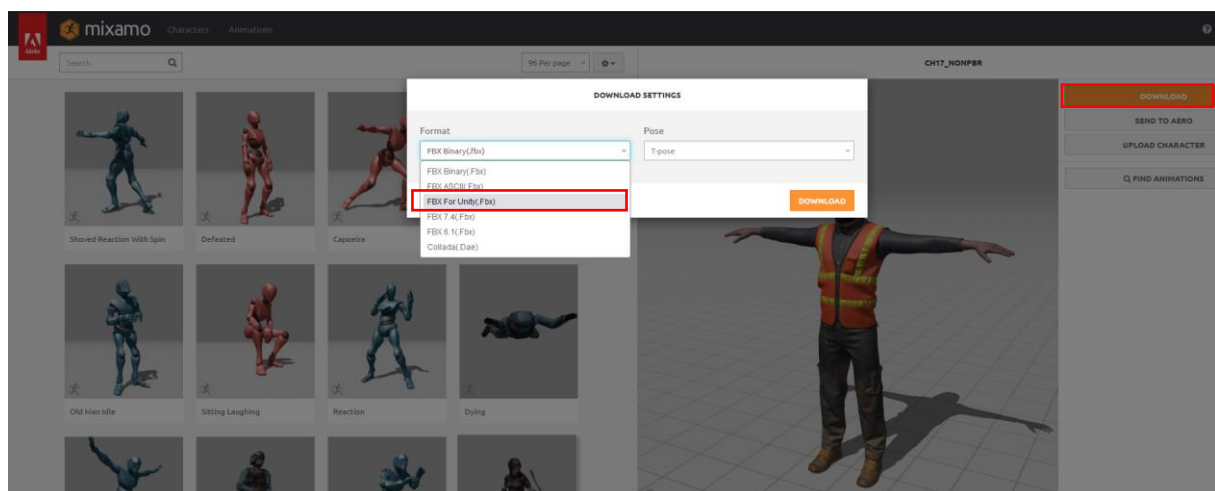 mixamo Characters Animations
Adobe
Search
96 Per page
CH17_NONPBR
DOWNLOAD SETTINGS
Format
Pose
FBX Binary(.fbx)
T-pose
FBX Binary(.Fbx)
FBX ASCII(.Fbx)
FBX For Unity(.Fbx)
FBX 7.4(.Fbx)
FBX 6.1(.Fbx)
Collada(.Dae)
DOWNLOAD
DOWNLOAD
SEND TO AERO
UPLOAD CHARACTER
FIND ANIMATIONS
Shoved Reaction With Spin
Defeated
Capoeira
Old Man Idle
Sitting Laughing
Reaction
Dying